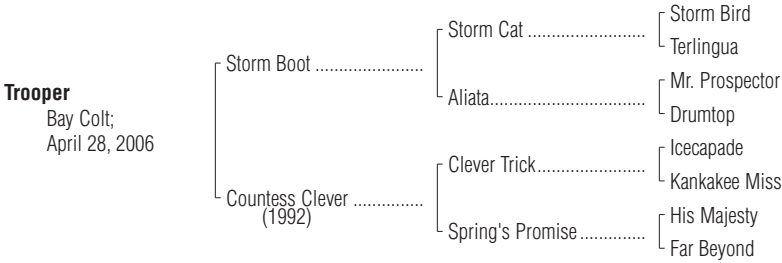 Storm Bird
Storm Cat ..........................
Terlingua
Storm Boot ........................
Mr. Prospector
Aliata...................................
Drumtop
Trooper
Bay Colt;
April 28, 2006
Icecapade
Clever Trick........................
Kankakee Miss
Countess Clever ................
(1992)
His Majesty
Spring's Promise..............
Far Beyond